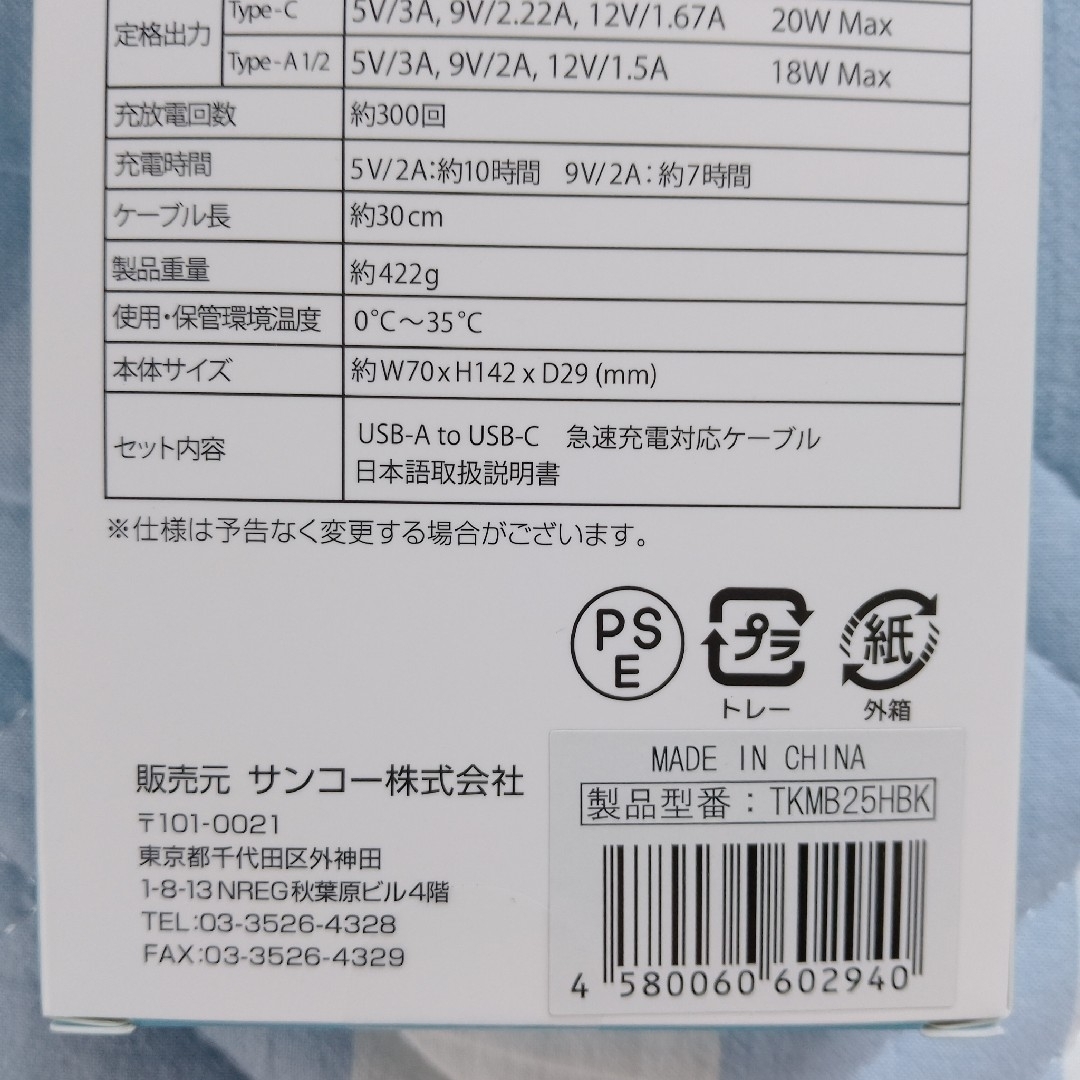 定格出力
Type-C 5V/3A, 9V/2.22A, 12V/1.67A 20W Max
Type-A 1/2 5V/3A, 9V/2A, 12V/1.5A 18W Max
充放電回数 約300回
充電時間 5V/2A:約10時間 9V/2A:約7時間
ケーブル長 約30cm
製品重量 約422g
使用・保管環境温度 0℃〜35℃
本体サイズ 約W70 x H142 x D29 (mm)
セット内容
USB-A to USB-C 急速充電対応ケーブル
日本語取扱説明書
※仕様は予告なく変更する場合がございます。
PS
E
プラ
紙
トレー
外箱
販売元 サンコー株式会社
〒101-0021
東京都千代田区外神田
1-8-13 NREG秋葉原ビル4階
TEL:03-3526-4328
FAX:03-3526-4329
MADE IN CHINA
製品型番:TKMB25HBK
4 580060 602940